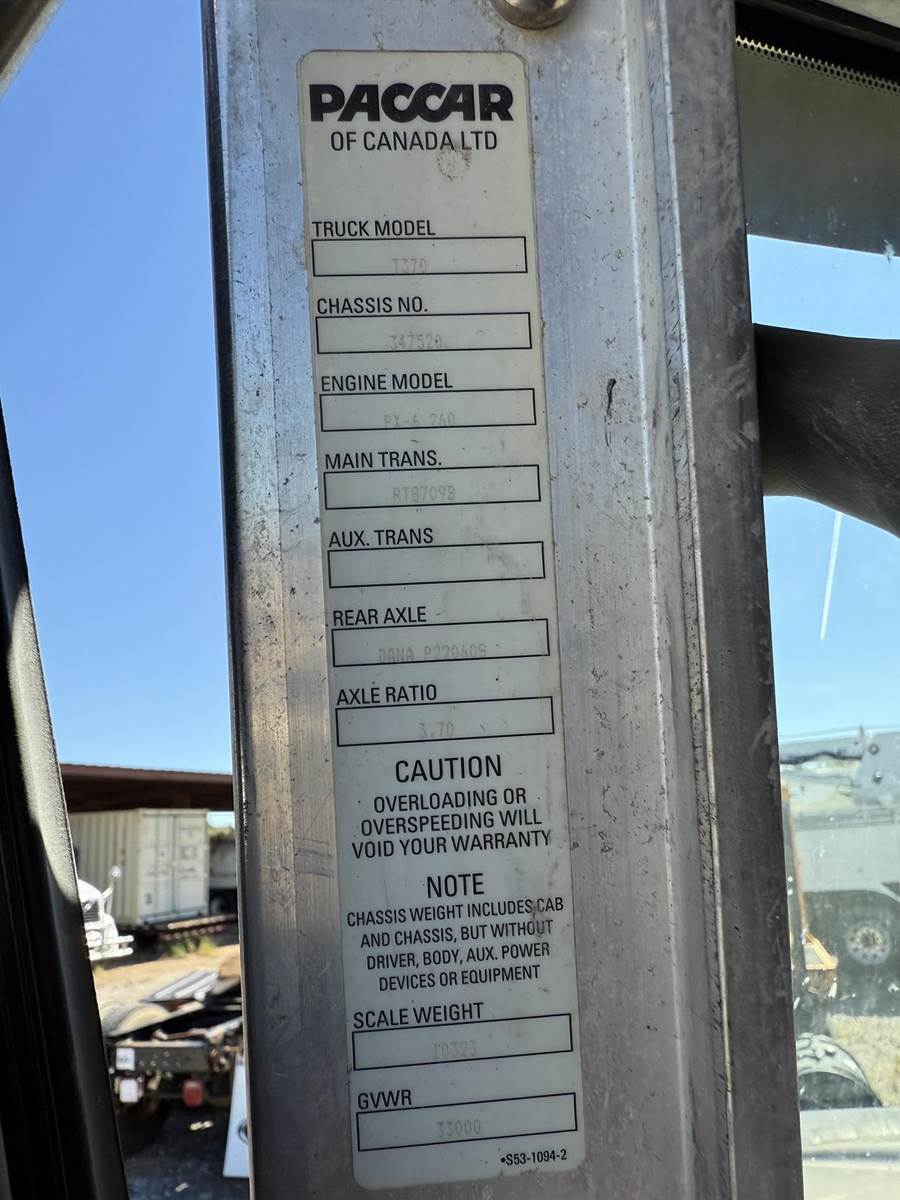 PACCAR
OF CANADA LTD
TRUCK MODEL
T370
CHASSIS NO.
347520
ENGINE MODEL
PX-6 260
MAIN TRANS.
RT8709B
AUX. TRANS
REAR AXLE
DANA P22060S
AXLE RATIO
3.70
CAUTION
OVERLOADING OR
OVERSPEEDING WILL
VOID YOUR WARRANTY
NOTE
CHASSIS WEIGHT INCLUDES CAB
AND CHASSIS, BUT WITHOUT
DRIVER, BODY, AUX. POWER
DEVICES OR EQUIPMENT
SCALE WEIGHT
10323
GVWR
33000
•S53-1094-2